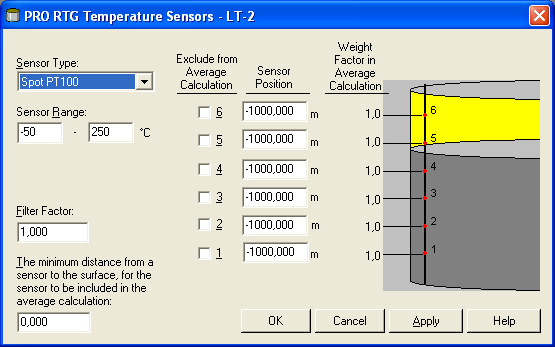 PRO RTG Temperature Sensors - LT-2
Sensor Type:
Spot PT100
Sensor Range:
-50 - 250 °C
Filter Factor:
1,000
The minimum distance from a
sensor to the surface, for the
sensor to be included in the
average calculation:
0,000
Exclude from
Average
Calculation
Sensor
Position
Weight
Factor in
Average
Calculation
6 -1000,000 m 1,0 6
5 -1000,000 m 1,0 5
4 -1000,000 m 1,0 4
3 -1000,000 m 1,0 3
2 -1000,000 m 1,0 2
1 -1000,000 m 1,0 1
OK Cancel Apply Help